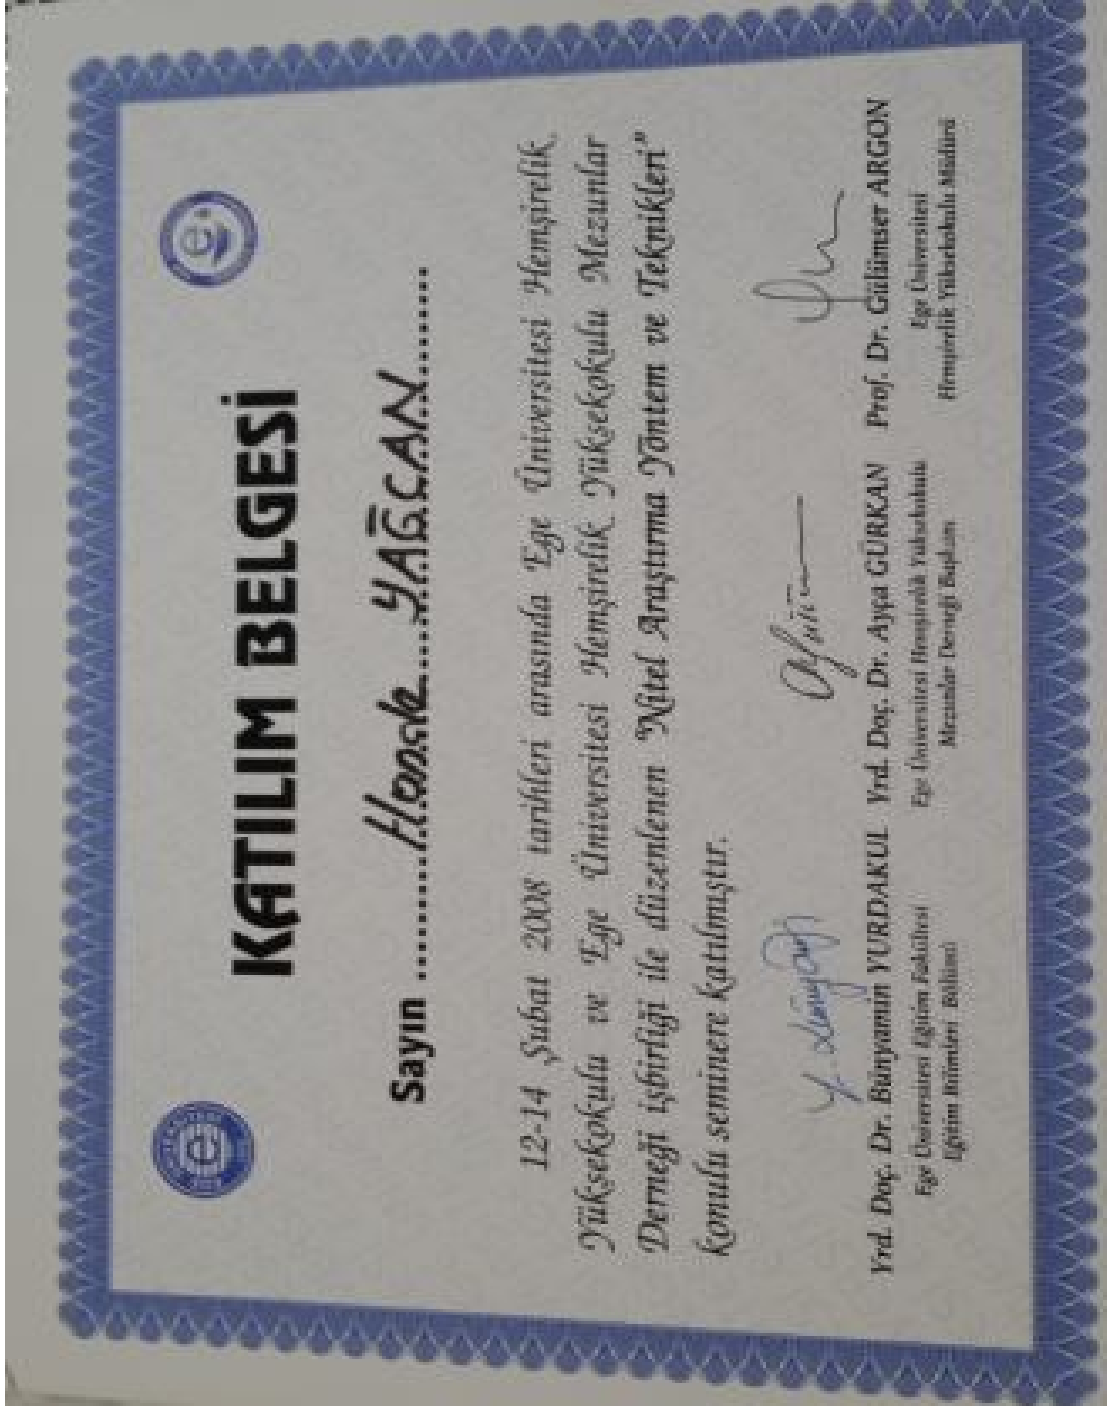 KATILIM BELGESİ
Sayın ..........Hande....YAĞCAN.........
12-14 Şubat 2008 tarihleri arasında Ege Üniversitesi Hemşirelik
Yüksekokulu ve Ege Üniversitesi Hemşirelik Yüksekokulu Mezunlar
Derneği işbirliği ile düzenlenen "Nitel Araştırma Yöntem ve Teknikleri"
konulu seminere katılmıştır.
Yrd. Doç. Dr. Bünyamin YURDAKUL
Ege Üniversitesi Eğitim Fakültesi
Eğitim Bilimleri Bölümü
Yrd. Doç. Dr. Ayça GÜRKAN
Ege Üniversitesi Hemşirelik Yüksekokulu
Mezunlar Derneği Başkanı
Prof. Dr. Gülümser ARGON
Ege Üniversitesi
Hemşirelik Yüksekokulu Müdürü